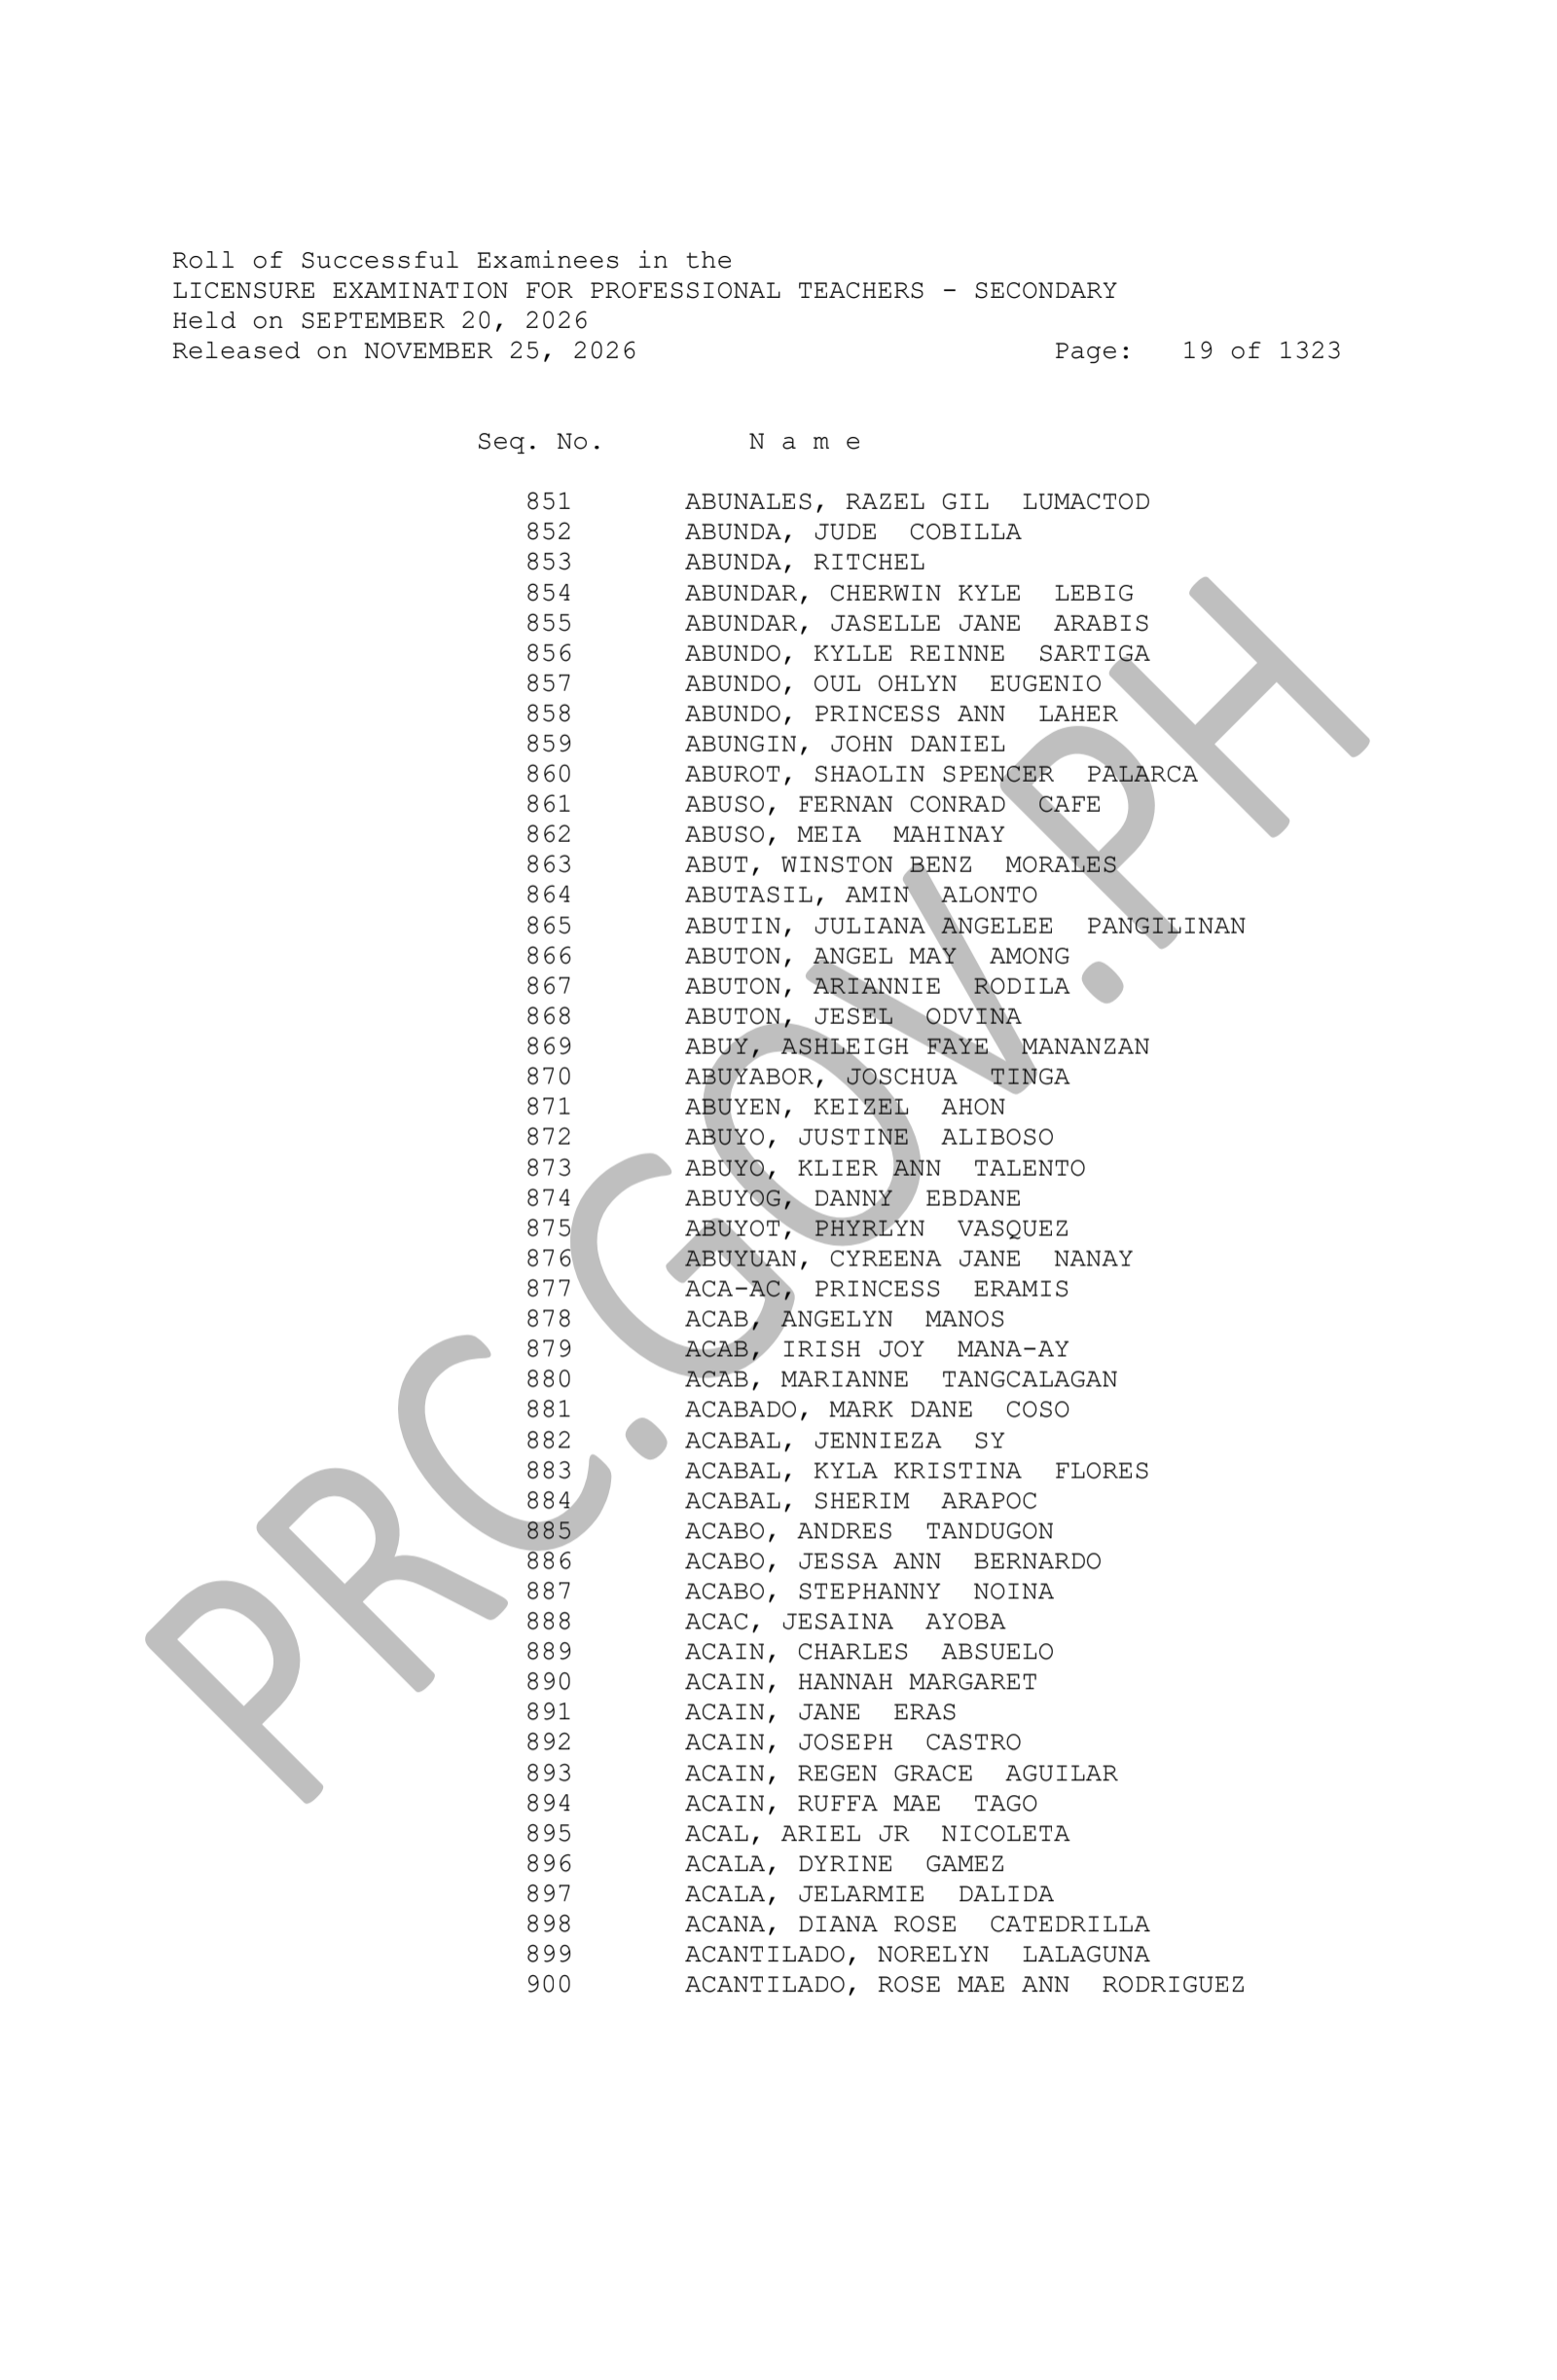 Roll of Successful Examinees in the
LICENSURE EXAMINATION FOR PROFESSIONAL TEACHERS - SECONDARY
Held on SEPTEMBER 20, 2026
Released on NOVEMBER 25, 2026 Page: 19 of 1323
Seq. No. N a m e
851 ABUNALES, RAZEL GIL LUMACTOD
852 ABUNDA, JUDE COBILLA
853 ABUNDA, RITCHEL
854 ABUNDAR, CHERWIN KYLE LEBIG
855 ABUNDAR, JASELLE JANE ARABIS
856 ABUNDO, KYLLE REINNE SARTIGA
857 ABUNDO, OUL OHLYN EUGENIO
858 ABUNDO, PRINCESS ANN LAHER
859 ABUNGIN, JOHN DANIEL
860 ABUROT, SHAOLIN SPENCER PALARCA
861 ABUSO, FERNAN CONRAD CAFE
862 ABUSO, MEIA MAHINAY
863 ABUT, WINSTON BENZ MORALES
864 ABUTASIL, AMIN ALONTO
865 ABUTIN, JULIANA ANGELEE PANGILINAN
866 ABUTON, ANGEL MAY AMONG
867 ABUTON, ARIANNIE RODILA
868 ABUTON, JESEL ODVINA
869 ABUY, ASHLEIGH FAYE MANANZAN
870 ABUYABOR, JOSCHUA TINGA
871 ABUYEN, KEIZEL AHON
872 ABUYO, JUSTINE ALIBOSO
873 ABUYO, KLIER ANN TALENTO
874 ABUYOG, DANNY EBDANE
875 ABUYOT, PHYRLYN VASQUEZ
876 ABUYUAN, CYREENA JANE NANAY
877 ACA-AC, PRINCESS ERAMIS
878 ACAB, ANGELYN MANOS
879 ACAB, IRISH JOY MANA-AY
880 ACAB, MARIANNE TANGCALAGAN
881 ACABADO, MARK DANE COSO
882 ACABAL, JENNIEZA SY
883 ACABAL, KYLA KRISTINA FLORES
884 ACABAL, SHERIM ARAPOC
885 ACABO, ANDRES TANDUGON
886 ACABO, JESSA ANN BERNARDO
887 ACABO, STEPHANNY NOINA
888 ACAC, JESAINA AYOBA
889 ACAIN, CHARLES ABSUELO
890 ACAIN, HANNAH MARGARET
891 ACAIN, JANE ERAS
892 ACAIN, JOSEPH CASTRO
893 ACAIN, REGEN GRACE AGUILAR
894 ACAIN, RUFFA MAE TAGO
895 ACAL, ARIEL JR NICOLETA
896 ACALA, DYRINE GAMEZ
897 ACALA, JELARMIE DALIDA
898 ACANA, DIANA ROSE CATEDRILLA
899 ACANTILADO, NORELYN LALAGUNA
900 ACANTILADO, ROSE MAE ANN RODRIGUEZ
PRC.GOV.PH